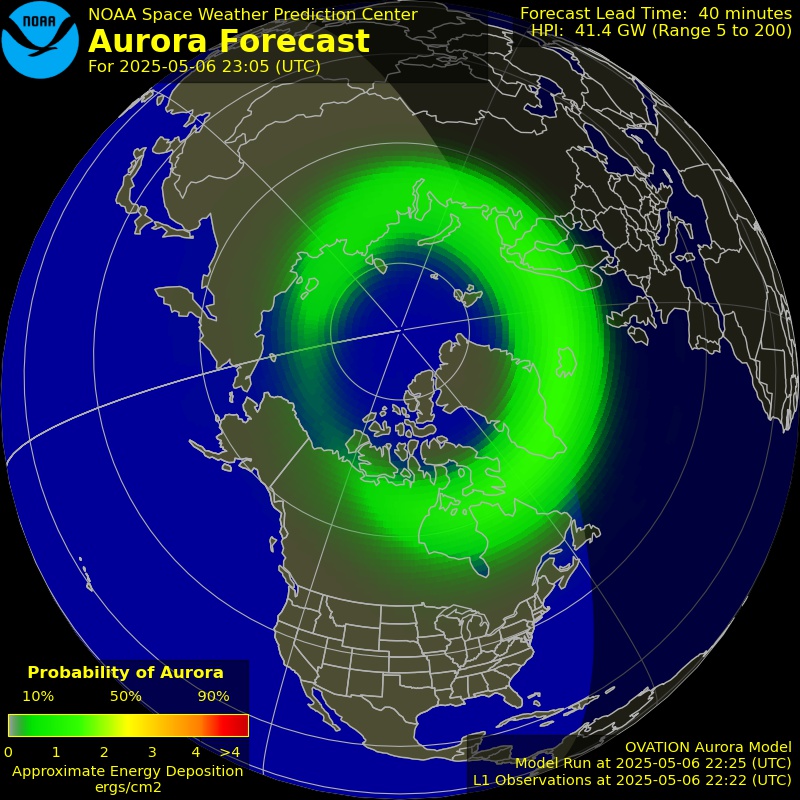 NOAA
NOAA Space Weather Prediction Center
Aurora Forecast
For 2025-05-06 23:05 (UTC)
Forecast Lead Time: 40 minutes
HPI: 41.4 GW (Range 5 to 200)
Probability of Aurora
10% 50% 90%
0 1 2 3 4 >4
Approximate Energy Deposition
ergs/cm2
OVATION Aurora Model
Model Run at 2025-05-06 22:25 (UTC)
L1 Observations at 2025-05-06 22:22 (UTC)